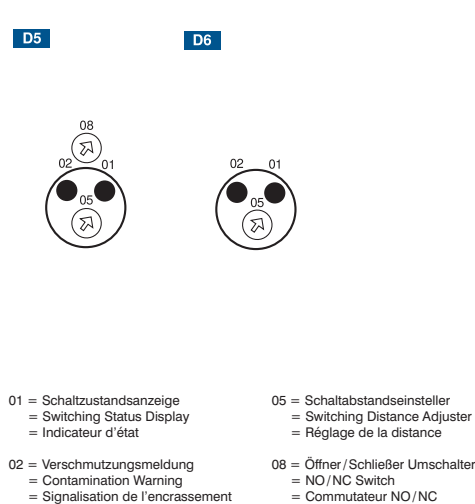 D5
D6
08
02 01
05
02 01
05
01 = Schaltzustandsanzeige
= Switching Status Display
= Indicateur d'état
02 = Verschmutzungsmeldung
= Contamination Warning
= Signalisation de l'encrassement
05 = Schaltabstandseinsteller
= Switching Distance Adjuster
= Réglage de la distance
08 = Öffner/Schließer Umschalter
= NO/NC Switch
= Commutateur NO/NC